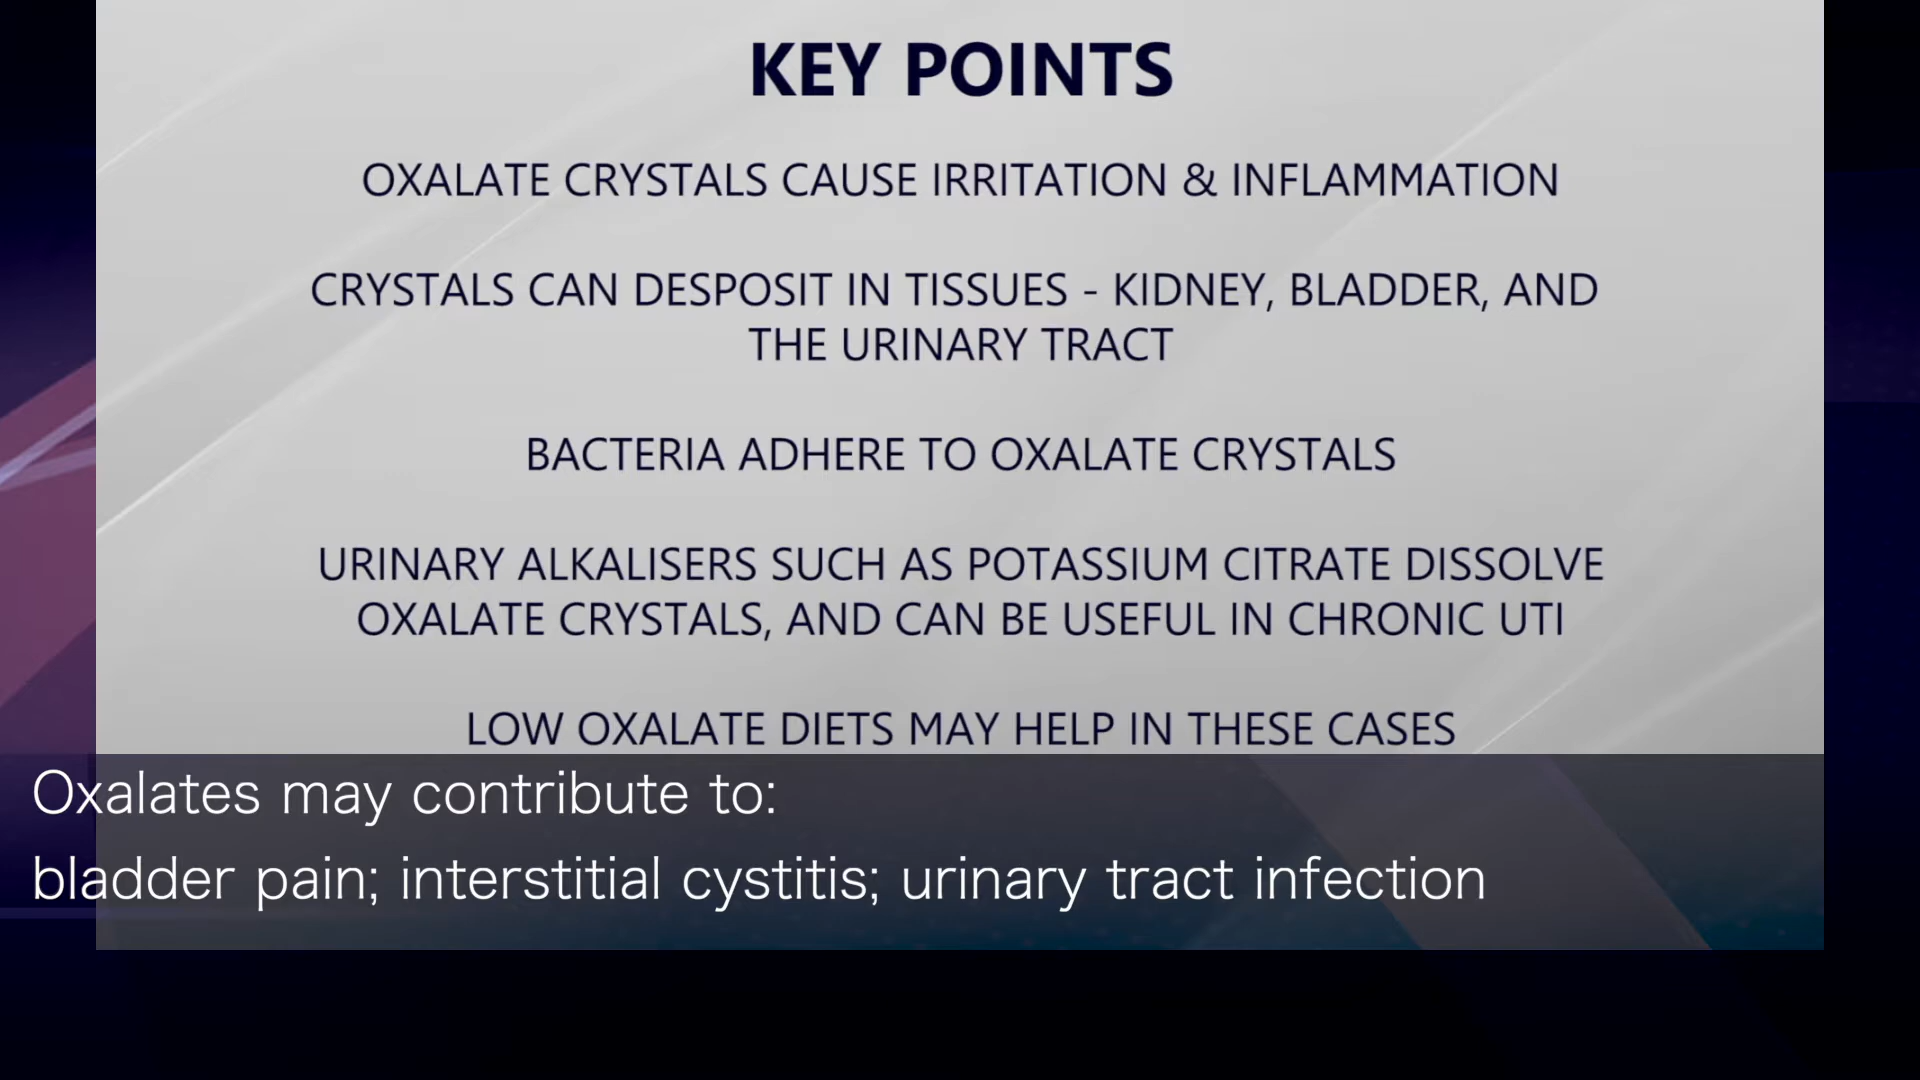 KEY POINTS
OXALATE CRYSTALS CAUSE IRRITATION & INFLAMMATION
CRYSTALS CAN DESPOSIT IN TISSUES - KIDNEY, BLADDER, AND
THE URINARY TRACT
BACTERIA ADHERE TO OXALATE CRYSTALS
URINARY ALKALISERS SUCH AS POTASSIUM CITRATE DISSOLVE
OXALATE CRYSTALS, AND CAN BE USEFUL IN CHRONIC UTI
LOW OXALATE DIETS MAY HELP IN THESE CASES
Oxalates may contribute to:
bladder pain; interstitial cystitis; urinary tract infection